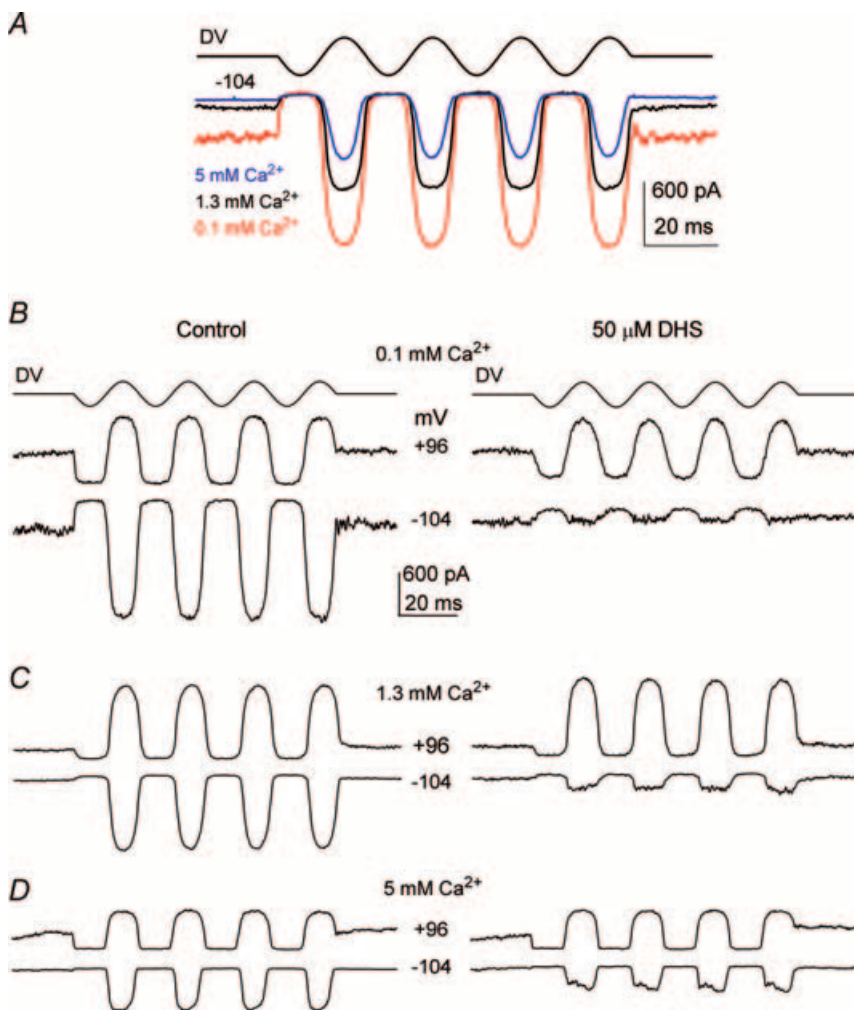 A
DV
-104
5 mM Ca2+
1.3 mM Ca2+
0.1 mM Ca2+
600 pA
20 ms
B
Control
50 μM DHS
0.1 mM Ca2+
DV
DV
mV
+96
-104
600 pA
20 ms
C
1.3 mM Ca2+
+96
-104
D
5 mM Ca2+
+96
-104